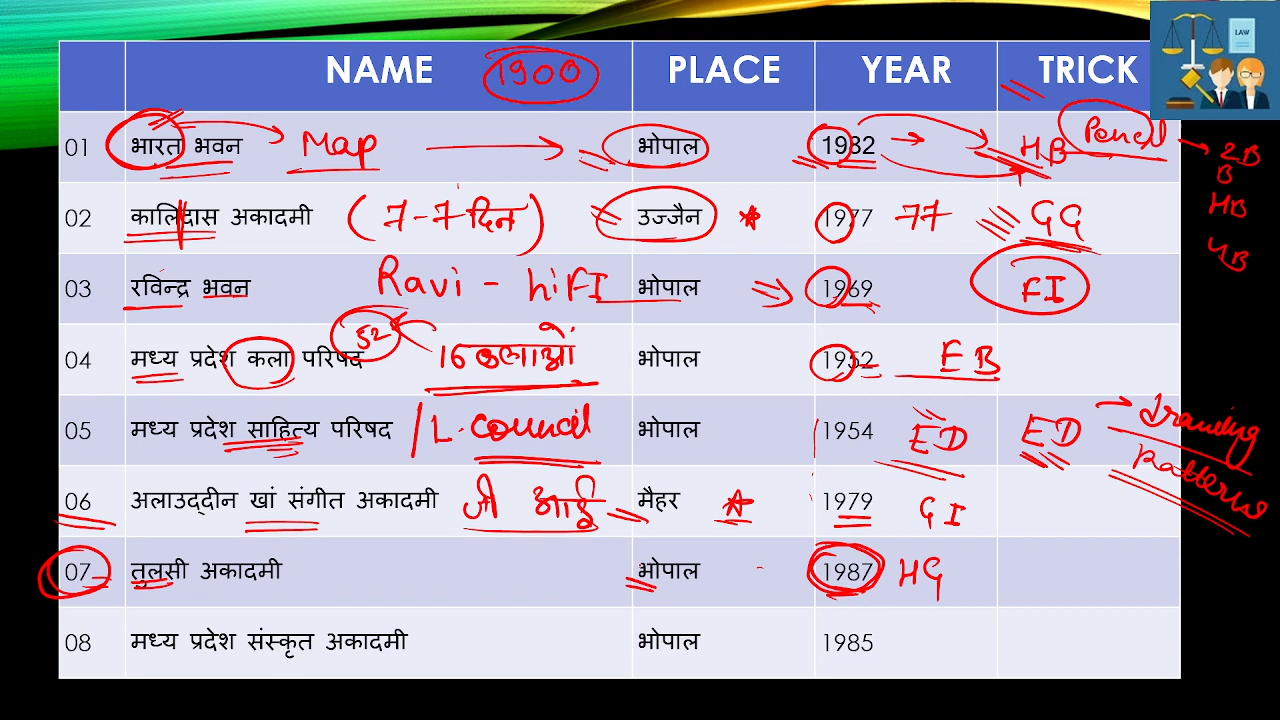 NAME 1900 PLACE YEAR TRICK
LAW
01 भारत भवन Map भोपाल 1982 HB Pencil
2B
B
HB
4B
02 कालिदास अकादमी (7-7 दिन) उज्जैन 1977 77 GG
03 रविन्द्र भवन Ravi - hiFI भोपाल 1969 FI
04 मध्य प्रदेश कला परिषद 52 16 कलाओं भोपाल 1952 EB
05 मध्य प्रदेश साहित्य परिषद L. Council भोपाल 1954 ED ED
06 अलाउद्दीन खां संगीत अकादमी जी आई मैहर 1979 GI
07 तुलसी अकादमी भोपाल 1987 HG
08 मध्य प्रदेश संस्कृत अकादमी भोपाल 1985